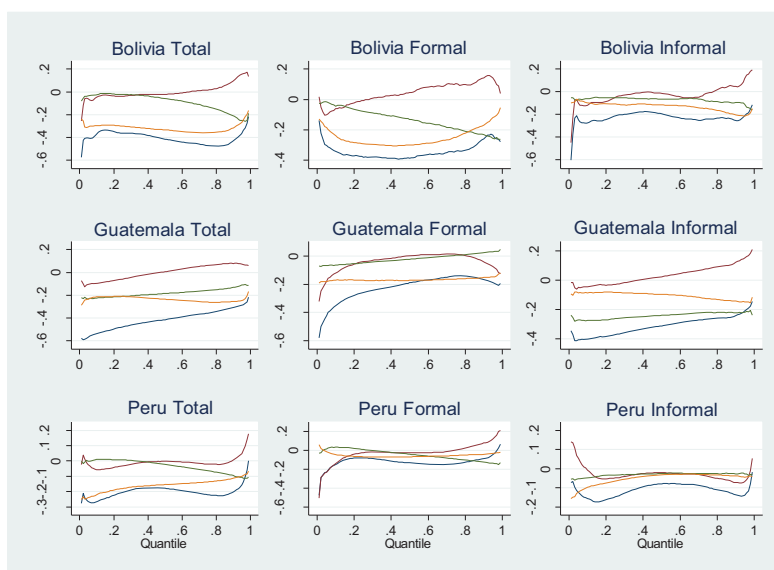 Bolivia Total
-.6 -.4 -.2 0 .2
0 .2 .4 .6 .8 1
Bolivia Formal
-.4 -.2 0 .2
0 .2 .4 .6 .8 1
Bolivia Informal
-.6 -.4 -.2 0 .2
0 .2 .4 .6 .8 1
Guatemala Total
-.6 -.4 -.2 0 .2
0 .2 .4 .6 .8 1
Guatemala Formal
-.6 -.4 -.2 0
0 .2 .4 .6 .8 1
Guatemala Informal
-.4 -.2 0 .2
0 .2 .4 .6 .8 1
Peru Total
-.3 -.2 -.1 0 .1 .2
0 .2 .4 .6 .8 1
Quantile
Peru Formal
-.6 -.4 -.2 0 .2
0 .2 .4 .6 .8 1
Quantile
Peru Informal
-.2 -.1 0 .1 .2
0 .2 .4 .6 .8 1
Quantile